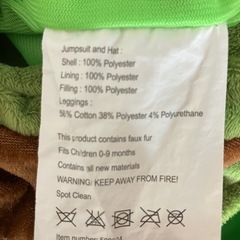 Jumpsuit and Hat :
Shell : 100% Polyester
Lining : 100% Polyester
Filling : 100% Polyester
Leggings :
56% Cotton 38% Polyester 4% Polyurethane
This product contains faux fur
Fits Children 0-9 months
Contains all new materials
WARNING: KEEP AWAY FROM FIRE!
Spot Clean
Item number: